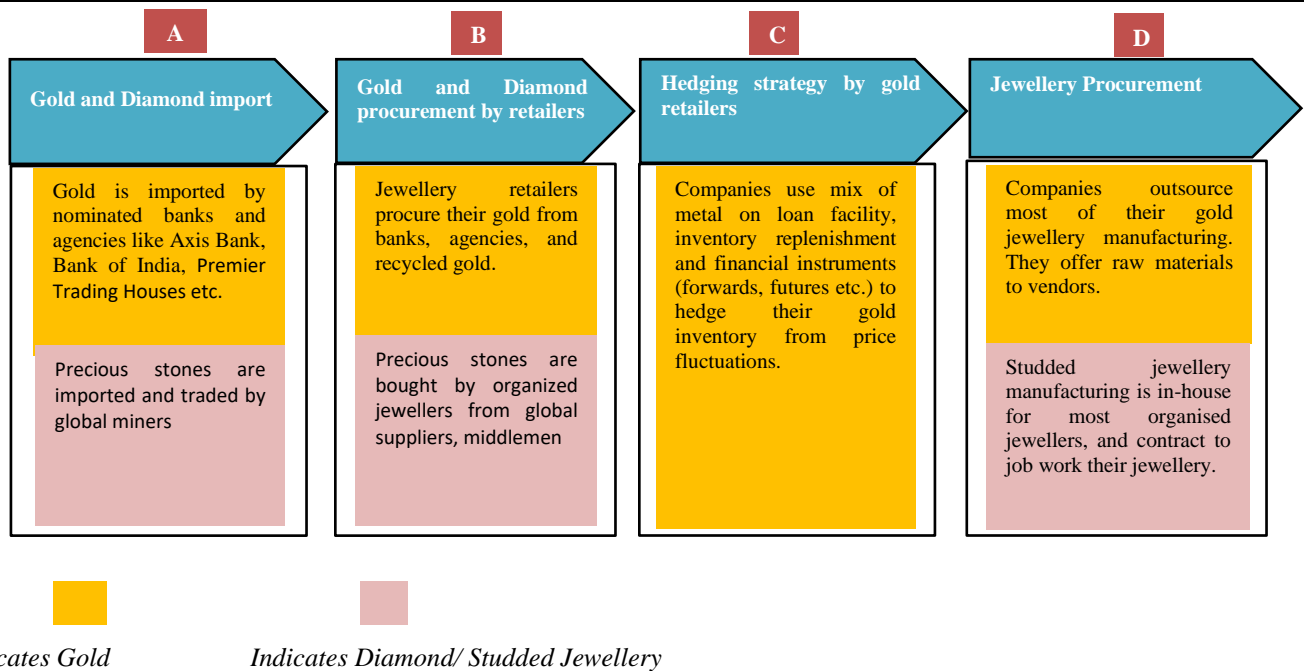 A
B
C
D
Gold and Diamond import
Gold and Diamond
procurement by retailers
Hedging strategy by gold
retailers
Jewellery Procurement
Gold is imported by
nominated banks and
agencies like Axis Bank,
Bank of India, Premier
Trading Houses etc.
Precious stones are
imported and traded by
global miners
Jewellery retailers
procure their gold from
banks, agencies, and
recycled gold.
Precious stones are
bought by organized
jewellers from global
suppliers, middlemen
Companies use mix of
metal on loan facility,
inventory replenishment
and financial instruments
(forwards, futures etc.) to
hedge their gold
inventory from price
fluctuations.
Companies outsource
most of their gold
jewellery manufacturing.
They offer raw materials
to vendors.
Studded jewellery
manufacturing is in-house
for most organised
jewellers, and contract to
job work their jewellery.
cates Gold
Indicates Diamond/ Studded Jewellery